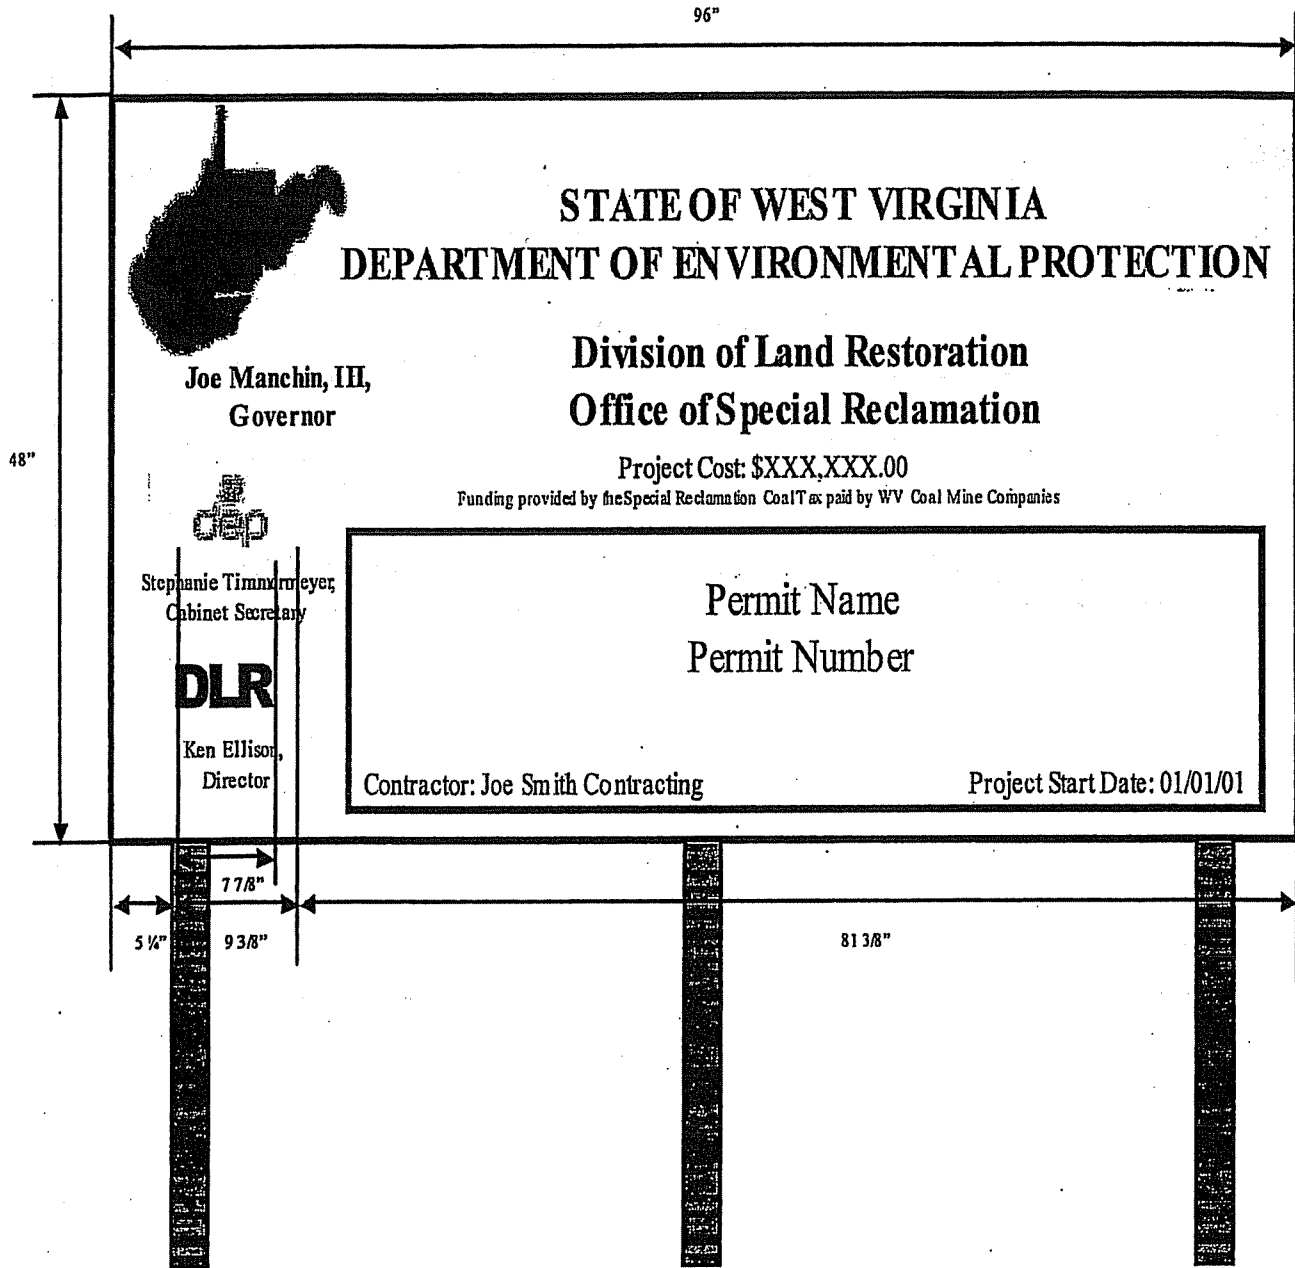 96"
STATE OF WEST VIRGINIA
DEPARTMENT OF ENVIRONMENTAL PROTECTION
Division of Land Restoration
Office of Special Reclamation
Project Cost: $XXX,XXX.00
Funding provided by the Special Reclamation Coal Tax paid by WV Coal Mine Companies
Joe Manchin, III,
Governor
48"
dep
Stephanie Timmermeyer,
Cabinet Secretary
DLR
Ken Ellison,
Director
Permit Name
Permit Number
Contractor: Joe Smith Contracting
Project Start Date: 01/01/01
7 7/8"
5 ¼"
9 3/8"
81 3/8"